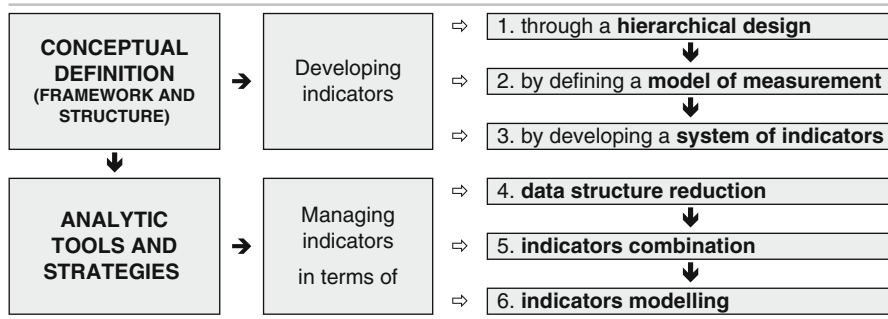 CONCEPTUAL
DEFINITION
(FRAMEWORK AND
STRUCTURE)
➔
Developing
indicators
⇨ 1. through a hierarchical design
🡻
⇨ 2. by defining a model of measurement
🡻
⇨ 3. by developing a system of indicators
🡻
ANALYTIC
TOOLS AND
STRATEGIES
➔
Managing
indicators
in terms of
⇨ 4. data structure reduction
🡻
⇨ 5. indicators combination
🡻
⇨ 6. indicators modelling